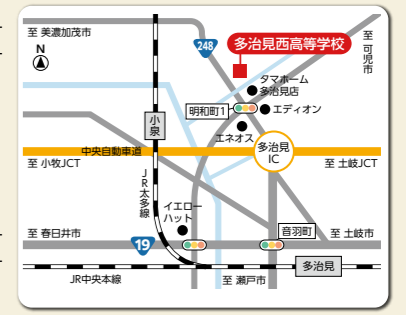 至 美濃加茂市
248
多治見西高等学校
至 可児市
N
タマホーム
多治見店
明和町1
エディオン
小泉
エネオス
多治見
IC
中央自動車道
至 小牧JCT
至 土岐JCT
JR太多線
イエロー
ハット
音羽町
至 春日井市
19
至 土岐市
多治見
JR中央本線
至 瀬戸市